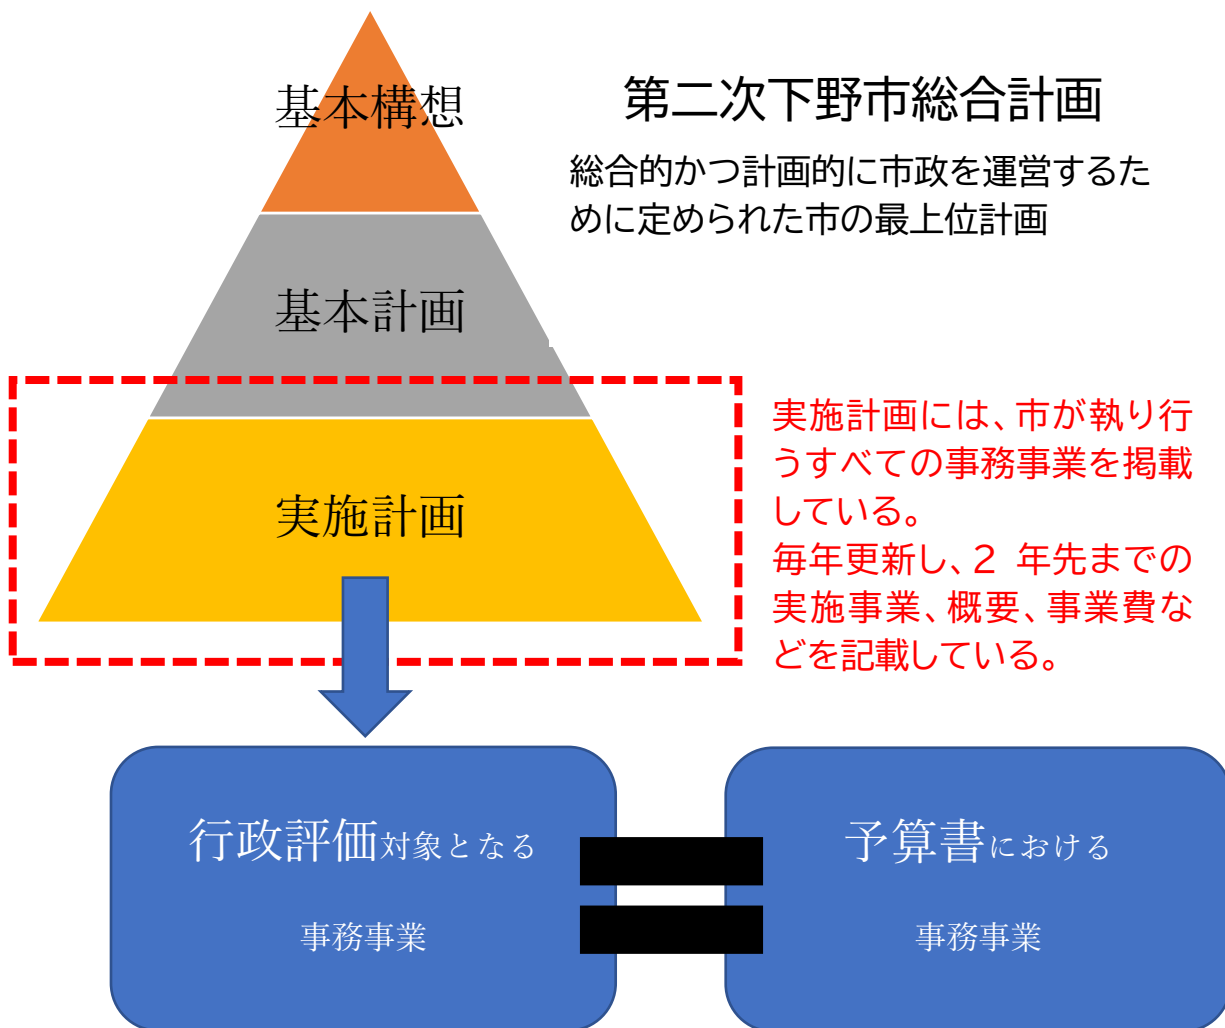 基本構想
第二次下野市総合計画
総合的かつ計画的に市政を運営するた
めに定められた市の最上位計画
基本計画
実施計画
実施計画には、市が執り行
うすべての事務事業を掲載
している。
毎年更新し、2 年先までの
実施事業、概要、事業費な
どを記載している。
行政評価対象となる
事務事業
予算書における
事務事業